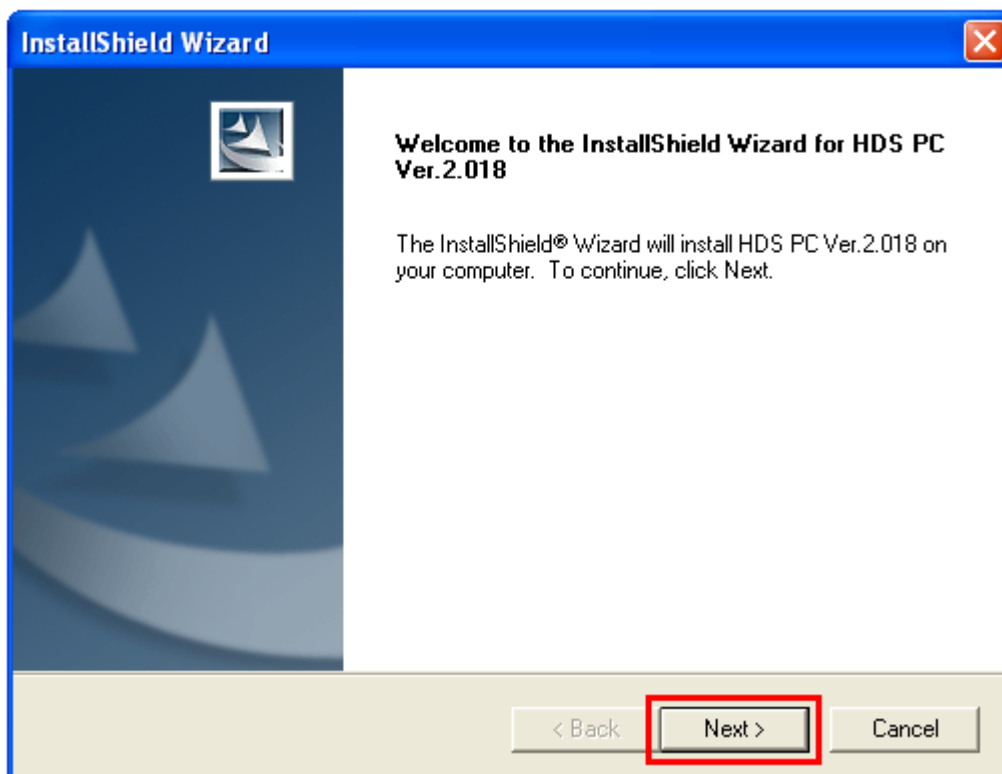 InstallShield Wizard
Welcome to the InstallShield Wizard for HDS PC
Ver.2.018
The InstallShield® Wizard will install HDS PC Ver.2.018 on
your computer.  To continue, click Next.
< Back
Next >
Cancel